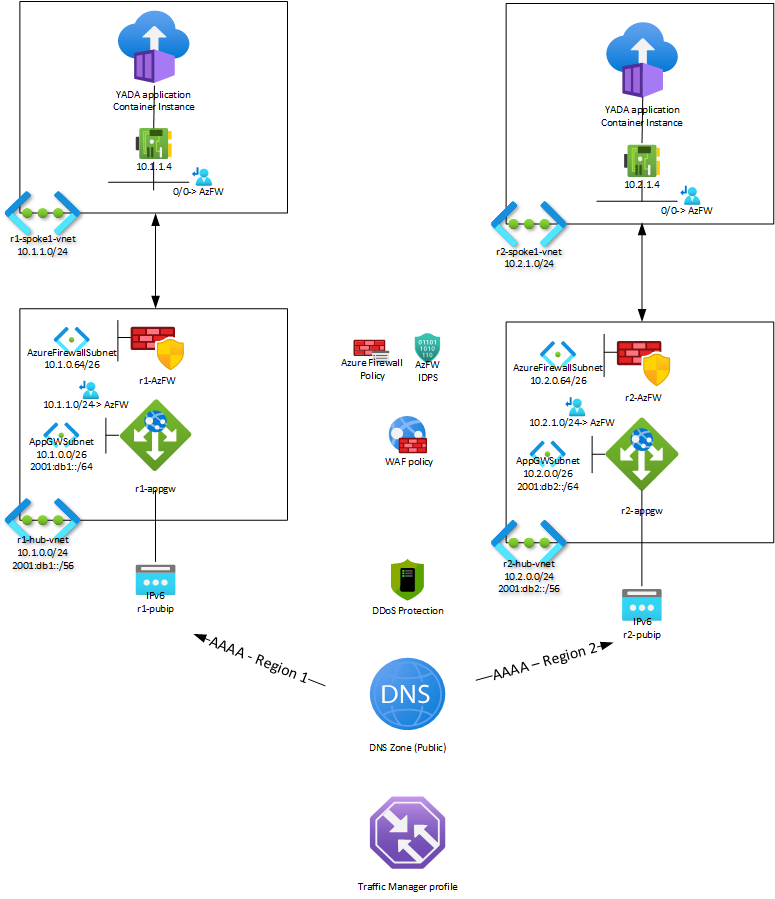 YADA application
Container Instance
10.1.1.4
0/0-> AzFW
r1-spoke1-vnet
10.1.1.0/24
YADA application
Container Instance
10.2.1.4
0/0-> AzFW
r2-spoke1-vnet
10.2.1.0/24
AzureFirewallSubnet
10.1.0.64/26
r1-AzFW
10.1.1.0/24-> AzFW
AppGWSubnet
10.1.0.0/26
2001:db1::/64
r1-appgw
r1-hub-vnet
10.1.0.0/24
2001:db1::/56
IPv6
r1-pubip
Azure Firewall
Policy
01101
1010
110
AzFW
IDPS
WAF policy
AzureFirewallSubnet
10.2.0.64/26
r2-AzFW
10.2.1.0/24-> AzFW
AppGWSubnet
10.2.0.0/26
2001:db2::/64
r2-appgw
r2-hub-vnet
10.2.0.0/24
2001:db2::/56
IPv6
r2-pubip
DDoS Protection
AAAA - Region 1
AAAA – Region 2
DNS
DNS Zone (Public)
Traffic Manager profile